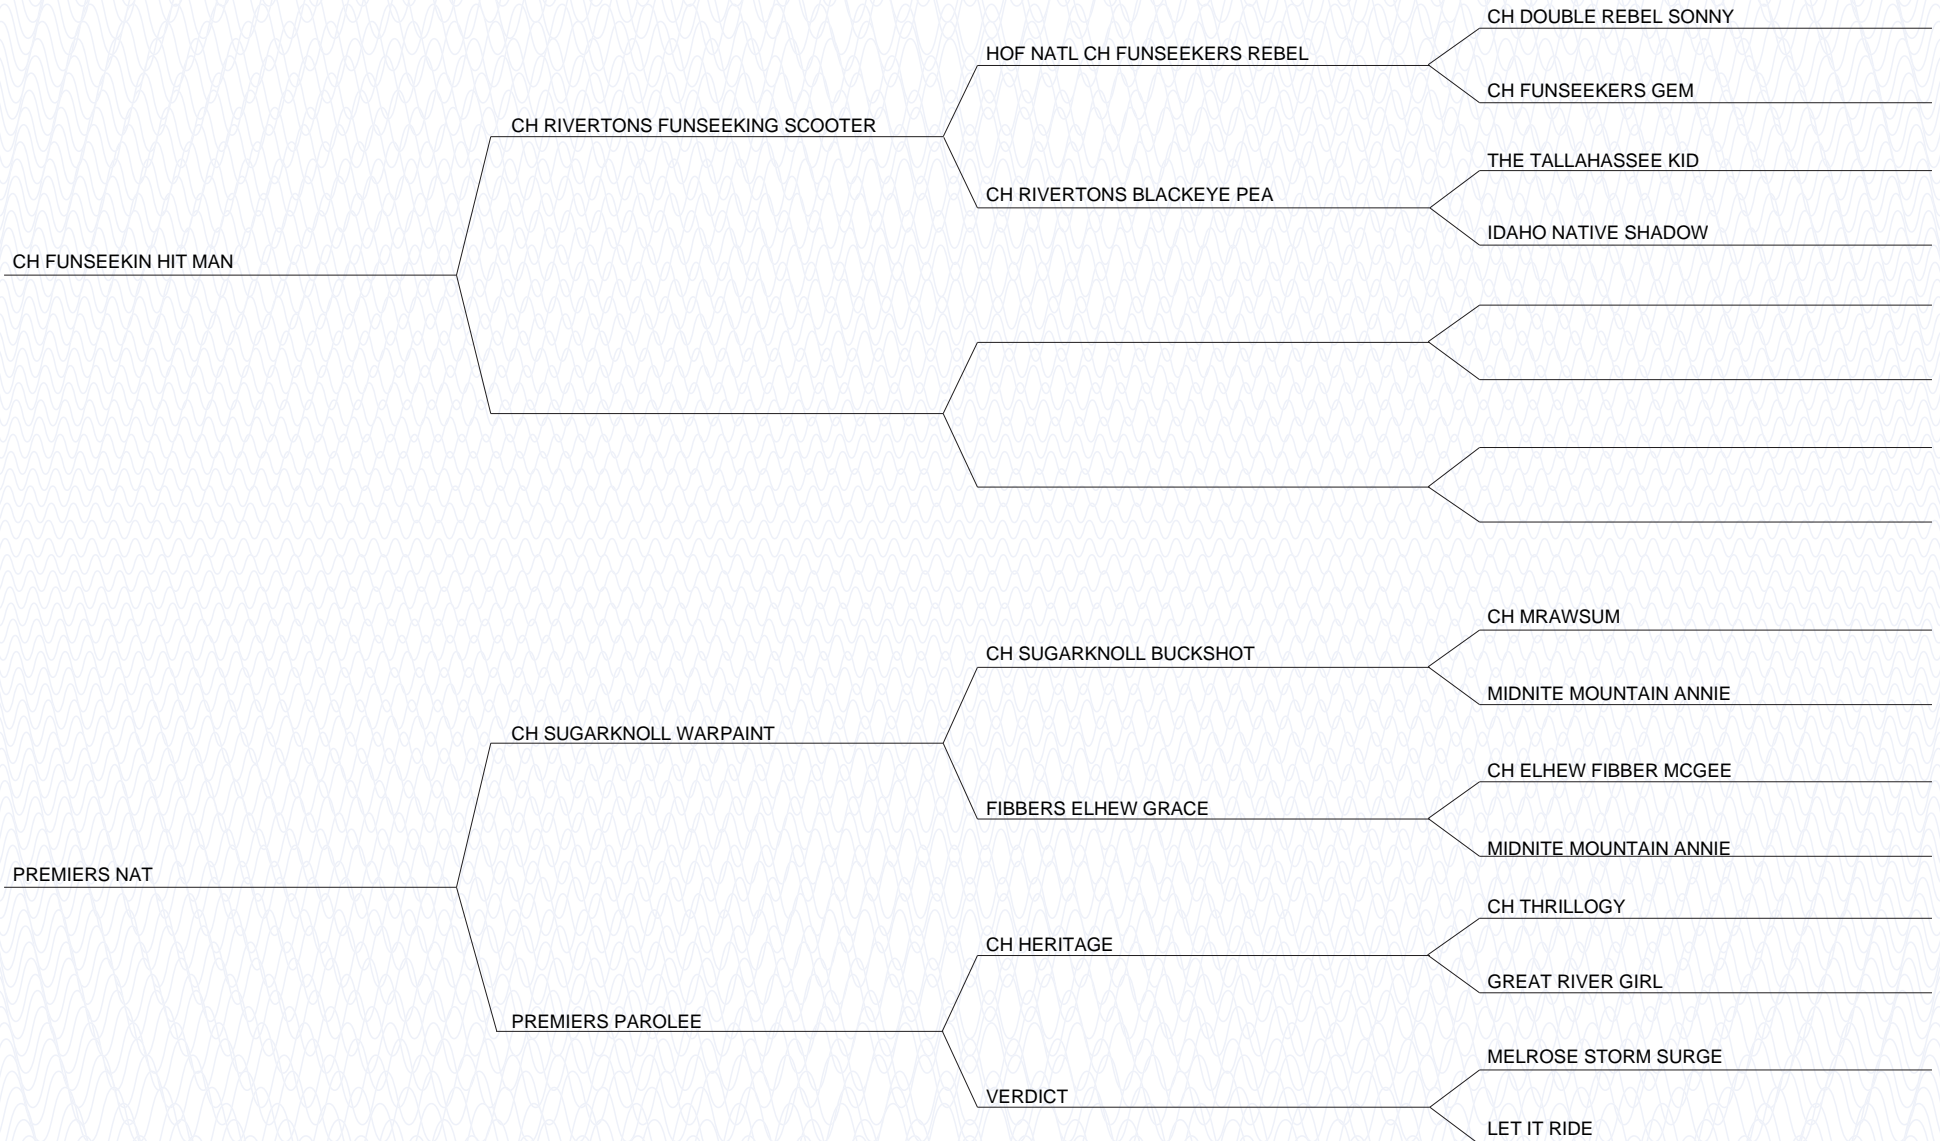 CH DOUBLE REBEL SONNY
HOF NATL CH FUNSEEKERS REBEL
CH FUNSEEKERS GEM
CH RIVERTONS FUNSEEKING SCOOTER
THE TALLAHASSEE KID
CH RIVERTONS BLACKEYE PEA
IDAHO NATIVE SHADOW
CH FUNSEEKIN HIT MAN
CH MRAWSUM
CH SUGARKNOLL BUCKSHOT
MIDNITE MOUNTAIN ANNIE
CH SUGARKNOLL WARPAINT
CH ELHEW FIBBER MCGEE
FIBBERS ELHEW GRACE
MIDNITE MOUNTAIN ANNIE
PREMIERS NAT
CH THRILLOGY
CH HERITAGE
GREAT RIVER GIRL
PREMIERS PAROLEE
MELROSE STORM SURGE
VERDICT
LET IT RIDE